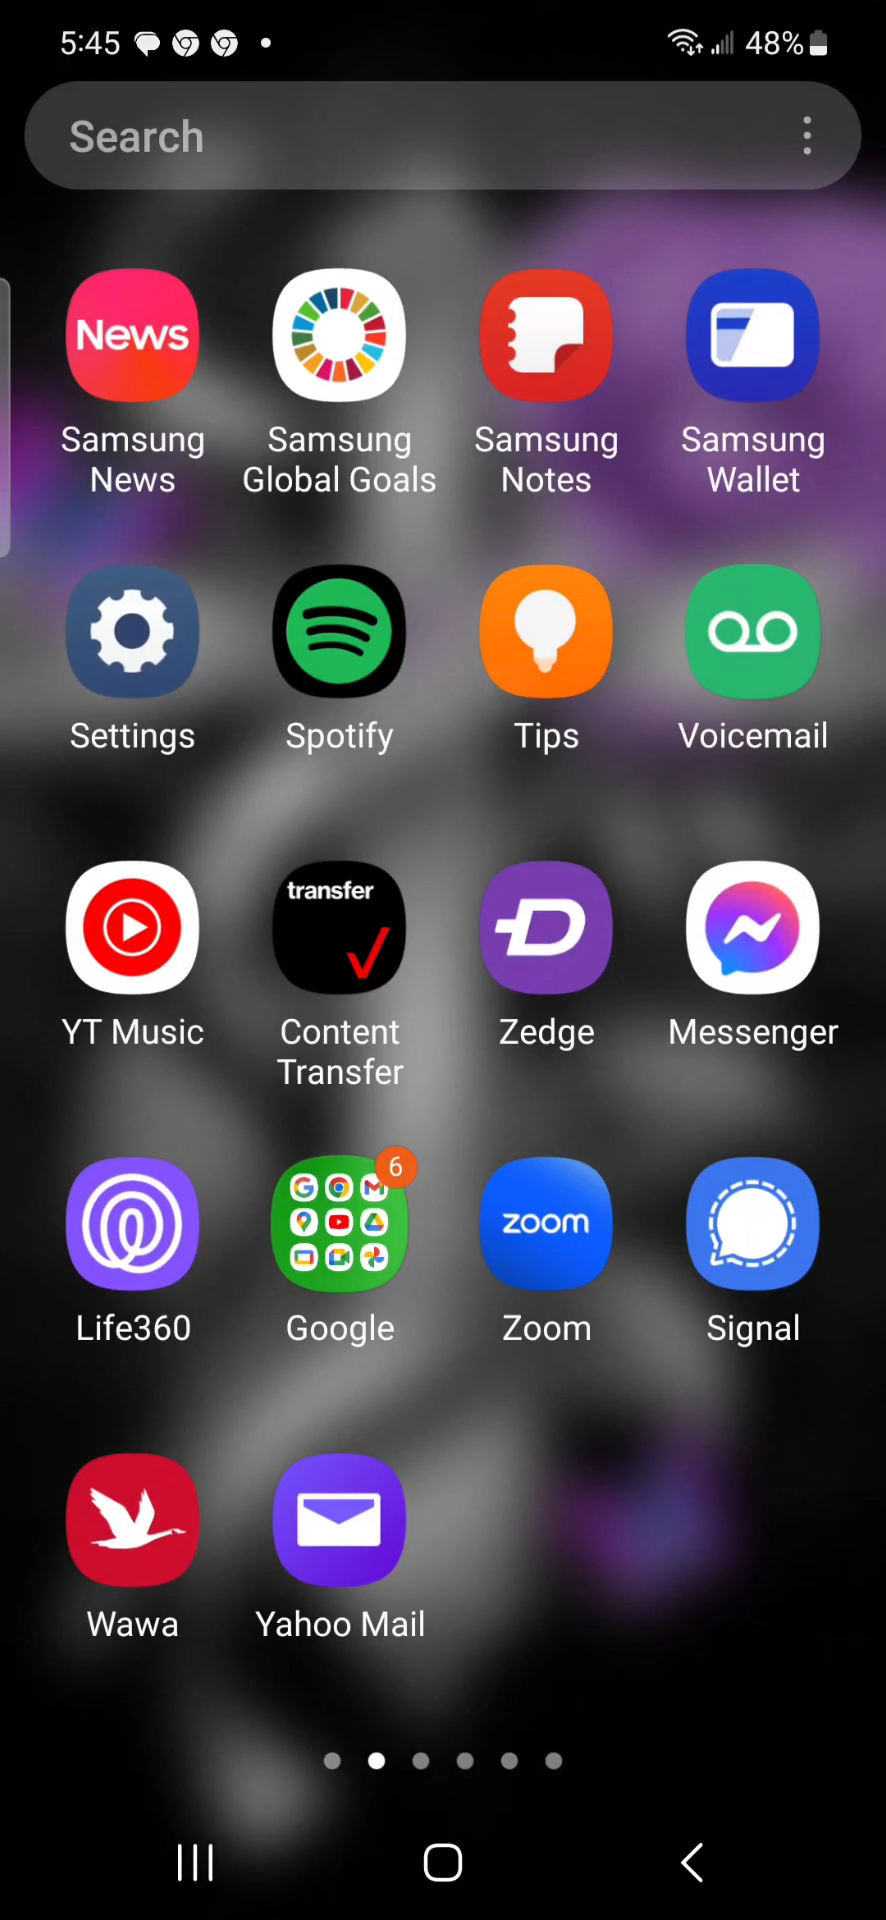 5:45 48%
Search
News
Samsung News
Samsung Global Goals
Samsung Notes
Samsung Wallet
Settings
Spotify
Tips
Voicemail
YT Music
transfer
Content Transfer
Zedge
Messenger
Life360
6
Google
zoom
Zoom
Signal
Wawa
Yahoo Mail